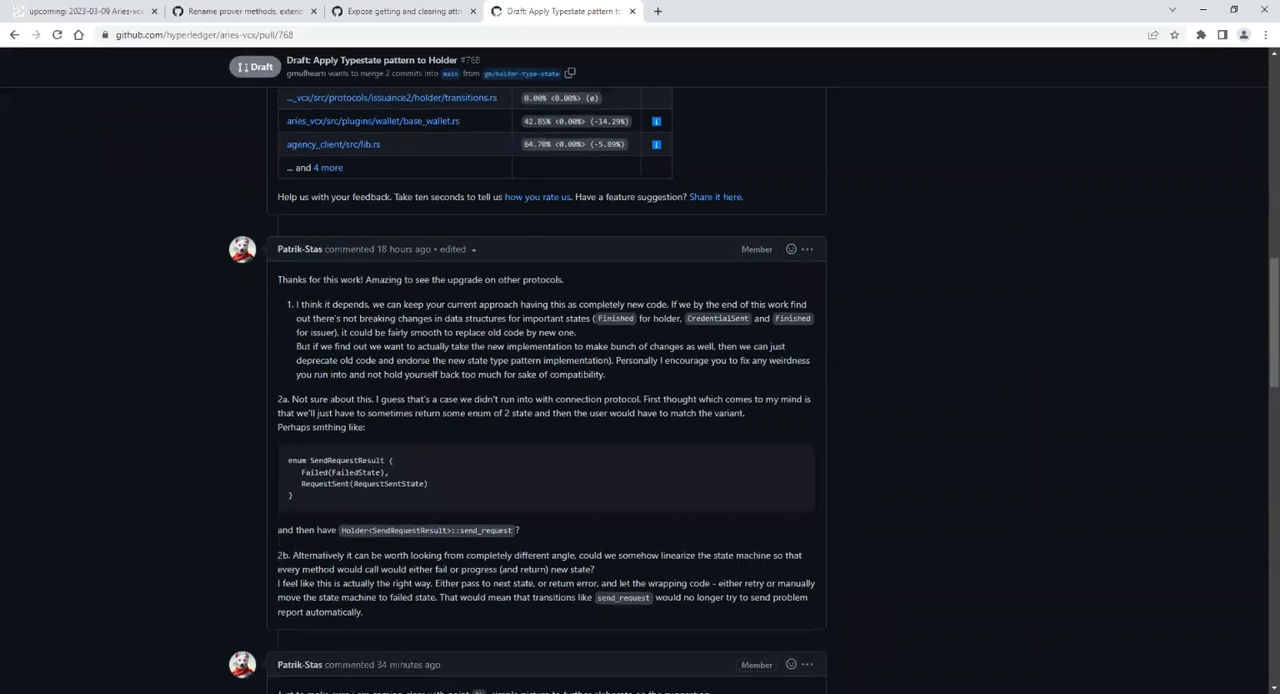 upcoming: 2023-03-09 Aries-vcx
Rename prover methods, extend
Expose getting and clearing attr
Draft: Apply Typestate pattern to
github.com/hyperledger/aries-vcx/pull/768
Draft
Draft: Apply Typestate pattern to Holder #768
gmulhearn wants to merge 2 commits into main from gm/holder-type-state
..._vcx/src/protocols/issuance2/holder/transitions.rs 0.00% <0.00%> (ø)
aries_vcx/src/plugins/wallet/base_wallet.rs 42.85% <0.00%> (-14.29%)
agency_client/src/lib.rs 64.70% <0.00%> (-5.89%)
... and 4 more
Help us with your feedback. Take ten seconds to tell us how you rate us. Have a feature suggestion? Share it here.
Patrik-Stas commented 18 hours ago • edited Member
Thanks for this work! Amazing to see the upgrade on other protocols.
1. I think it depends, we can keep your current approach having this as completely new code. If we by the end of this work find
out there's not breaking changes in data structures for important states ( Finished for holder, CredentialSent and Finished
for issuer), it could be fairly smooth to replace old code by new one.
But if we find out we want to actually take the new implementation to make bunch of changes as well, then we can just
deprecate old code and endorse the new state type pattern implementation). Personally I encourage you to fix any weirdness
you run into and not hold yourself back too much for sake of compatibility.
2a. Not sure about this. I guess that's a case we didn't run into with connection protocol. First thought which comes to my mind is
that we'll just have to sometimes return some enum of 2 state and then the user would have to match the variant.
Perhaps smthing like:
enum SendRequestResult {
Failed(FailedState),
RequestSent(RequestSentState)
}
and then have Holder<SendRequestResult>::send_request ?
2b. Alternatively it can be worth looking from completely different angle, could we somehow linearize the state machine so that
every method would call would either fail or progress (and return) new state?
I feel like this is actually the right way. Either pass to next state, or return error, and let the wrapping code - either retry or manually
move the state machine to failed state. That would mean that transitions like send_request would no longer try to send problem
report automatically.
Patrik-Stas commented 34 minutes ago Member